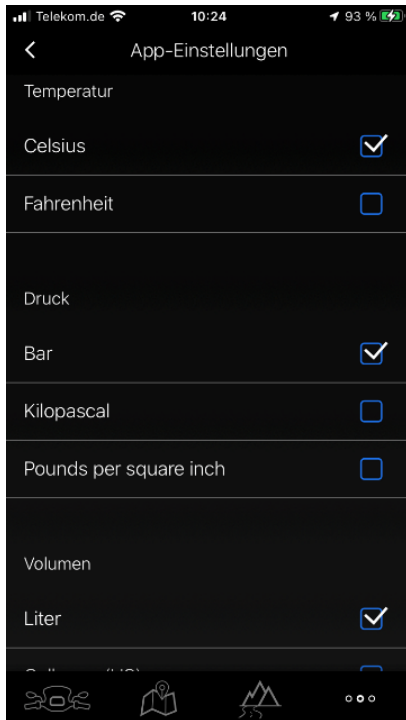 Telekom.de 10:24 93 %
App-Einstellungen
Temperatur
Celsius
Fahrenheit
Druck
Bar
Kilopascal
Pounds per square inch
Volumen
Liter